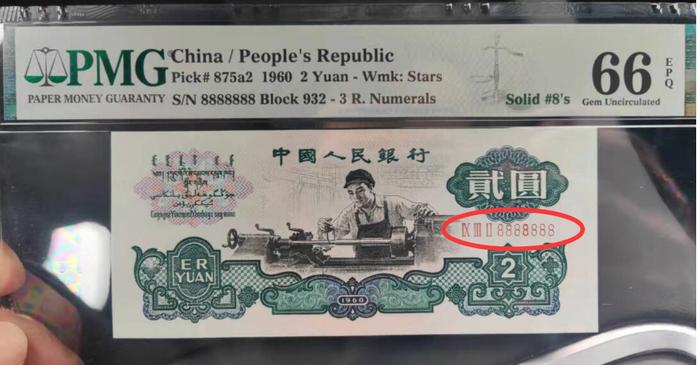 PMG
PAPER MONEY GUARANTY
China / People's Republic
Pick# 875a2 1960 2 Yuan - Wmk: Stars
S/N 8888888 Block 932 - 3 R. Numerals
Solid #8's
66
EPQ
Gem Uncirculated
中國人民銀行
貳圓
Ⅸ Ⅲ Ⅱ 8888888
ER
YUAN
2
1960